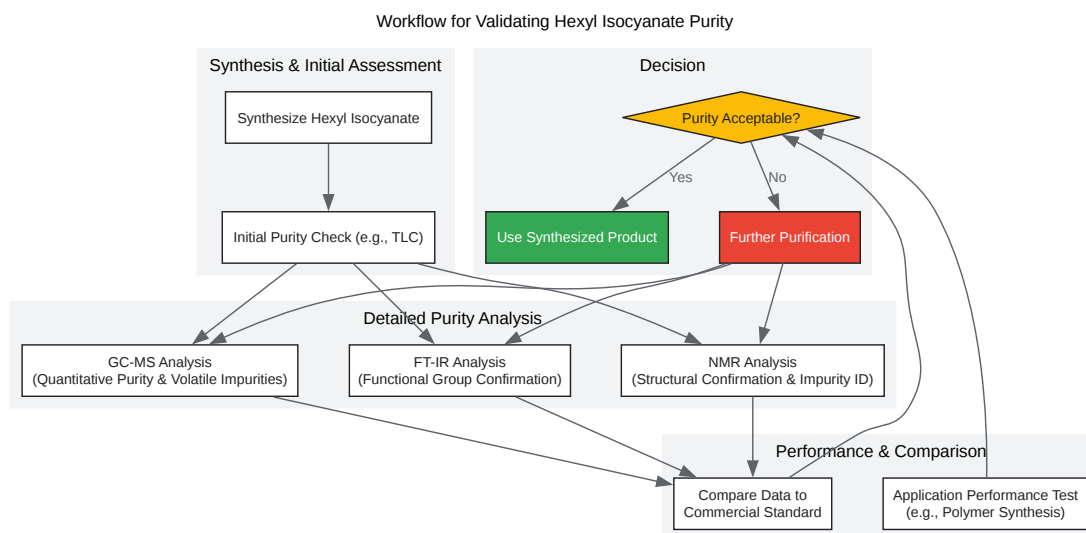 Workflow for Validating Hexyl Isocyanate Purity
Synthesis & Initial Assessment
Synthesize Hexyl Isocyanate
Initial Purity Check (e.g., TLC)
Decision
Purity Acceptable?
Yes
No
Use Synthesized Product
Further Purification
Detailed Purity Analysis
GC-MS Analysis
(Quantitative Purity & Volatile Impurities)
FT-IR Analysis
(Functional Group Confirmation)
NMR Analysis
(Structural Confirmation & Impurity ID)
Performance & Comparison
Compare Data to
Commercial Standard
Application Performance Test
(e.g., Polymer Synthesis)